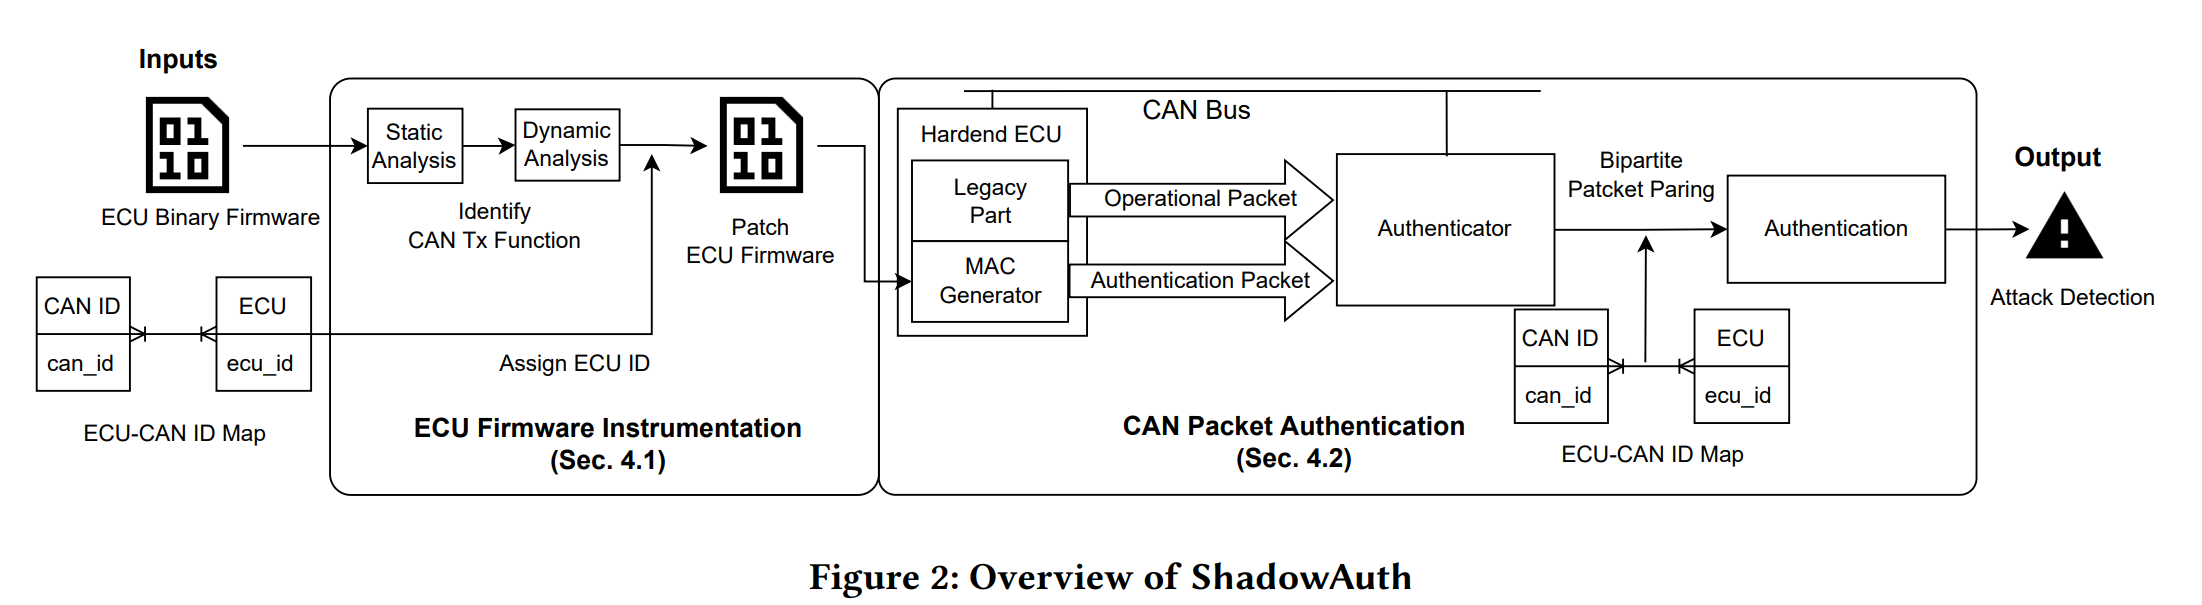 Inputs
01
10
ECU Binary Firmware
CAN ID
ECU
can_id
ecu_id
ECU-CAN ID Map
Static
Analysis
Dynamic
Analysis
Identify
CAN Tx Function
01
10
Patch
ECU Firmware
Assign ECU ID
ECU Firmware Instrumentation
(Sec. 4.1)
CAN Bus
Hardend ECU
Legacy
Part
MAC
Generator
Operational Packet
Authentication Packet
Authenticator
Bipartite
Patcket Paring
Authentication
CAN ID
ECU
can_id
ecu_id
ECU-CAN ID Map
CAN Packet Authentication
(Sec. 4.2)
Output
!
Attack Detection
Figure 2: Overview of ShadowAuth